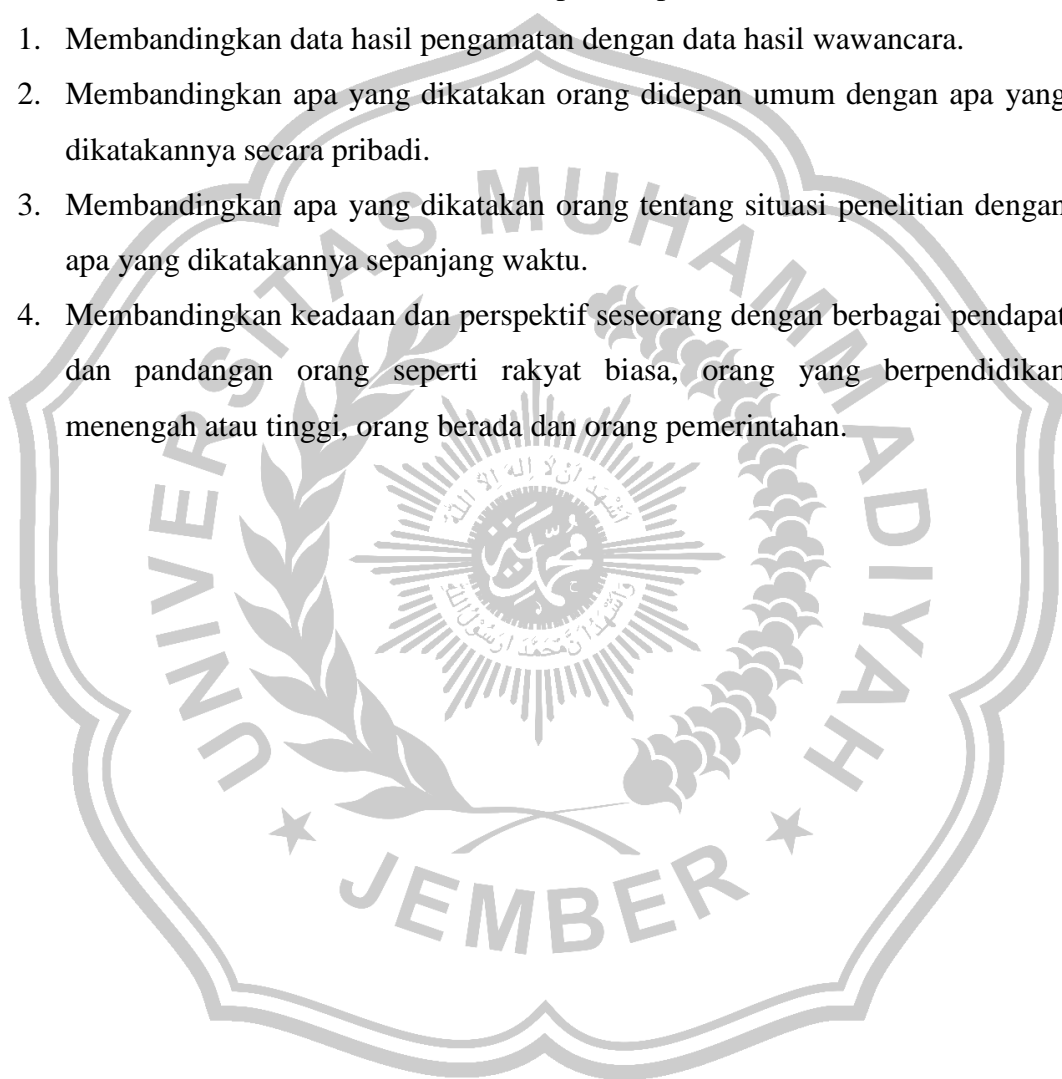 1. Membandingkan data hasil pengamatan dengan data hasil wawancara.
2. Membandingkan apa yang dikatakan orang didepan umum dengan apa yang
dikatakannya secara pribadi.
3. Membandingkan apa yang dikatakan orang tentang situasi penelitian dengan
apa yang dikatakannya sepanjang waktu.
4. Membandingkan keadaan dan perspektif seseorang dengan berbagai pendapat
dan pandangan orang seperti rakyat biasa, orang yang berpendidikan
menengah atau tinggi, orang berada dan orang pemerintahan.
UNIVERSITAS MUHAMMADIYAH
JEMBER